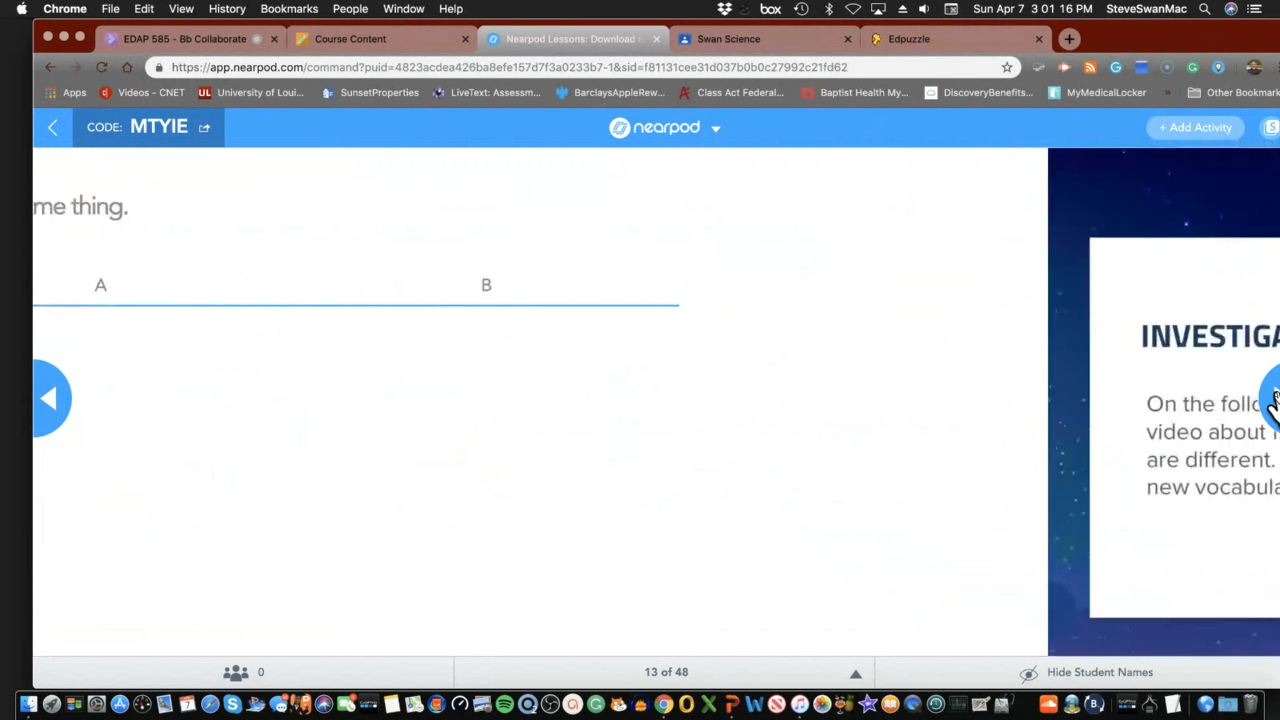 Chrome File Edit View History Bookmarks People Window Help box Sun Apr 7 3 01 16 PM SteveSwanMac
EDAP 585 - Bb Collaborate Course Content Nearpod Lessons: Download Swan Science Edpuzzle
https://app.nearpod.com/command?puid=4823acdea426ba8efe157d7f3a0233b7-1&sid=f81131cee31d037b0b0c27992c21fd62
Apps Videos - CNET UL University of Loui... SunsetProperties LiveText: Assessm... BarclaysAppleRew... Class Act Federal... Baptist Health My... DiscoveryBenefits... MyMedicalLocker » Other Bookmark
CODE: MTYIE nearpod + Add Activity S
me thing.
A B
INVESTIGA
On the follo
video about
are different.
new vocabula
0 13 of 48 Hide Student Names